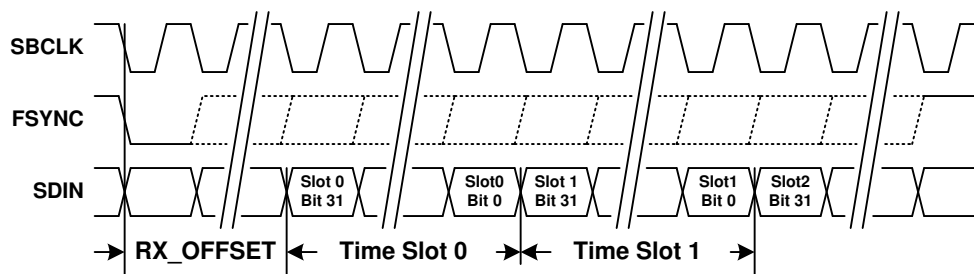 SBCLK
FSYNC
SDIN
Slot 0
Bit 31
Slot0
Bit 0
Slot 1
Bit 31
Slot1
Bit 0
Slot2
Bit 31
RX_OFFSET
Time Slot 0
Time Slot 1